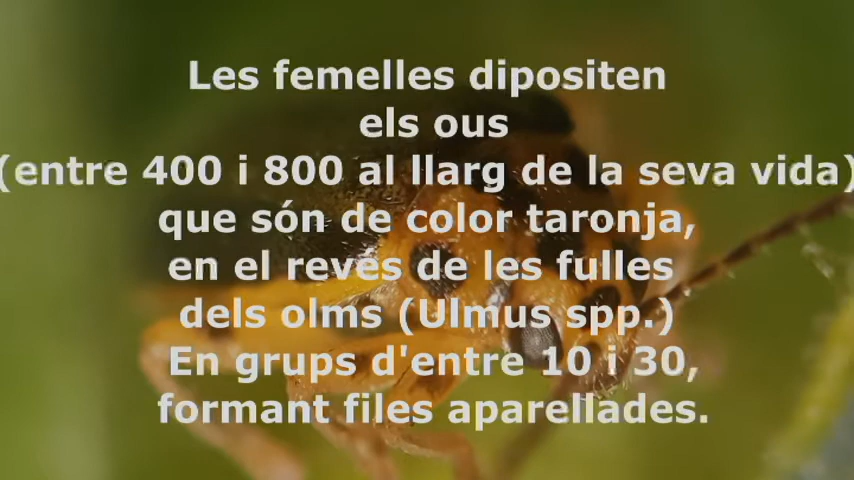 Les femelles dipositen
els ous
(entre 400 i 800 al llarg de la seva vida)
que són de color taronja,
en el revés de les fulles
dels olms (Ulmus spp.)
En grups d'entre 10 i 30,
formant files aparellades.